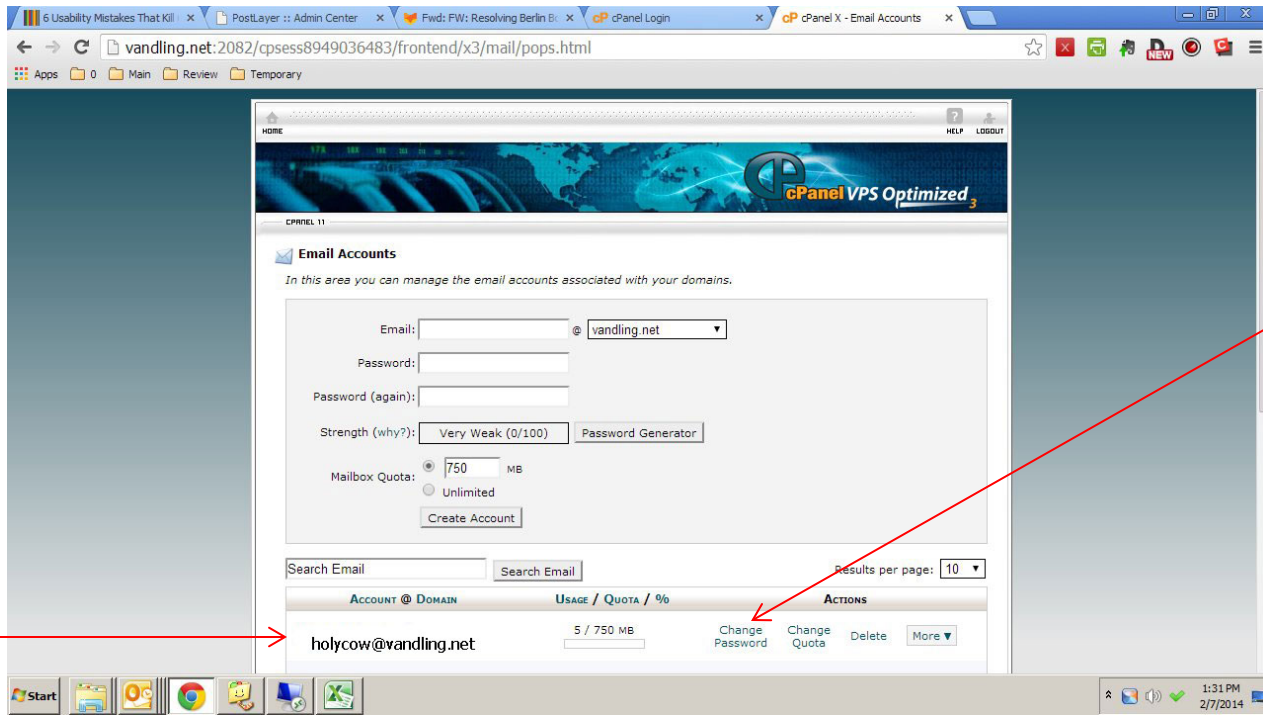 6 Usability Mistakes That Kill
PostLayer :: Admin Center
Fwd: FW: Resolving Berlin Bo
cPanel Login
cPanel X - Email Accounts
vandling.net:2082/cpsess8949036483/frontend/x3/mail/pops.html
NEW
Apps 0 Main Review Temporary
HOME
HELP LOGOUT
cPanel VPS Optimized 3
CPANEL 11
Email Accounts
In this area you can manage the email accounts associated with your domains.
Email: @ vandling.net
Password:
Password (again):
Strength (why?): Very Weak (0/100) Password Generator
Mailbox Quota: 750 MB
Unlimited
Create Account
Search Email Search Email Results per page: 10
ACCOUNT @ DOMAIN USAGE / QUOTA / % ACTIONS
holycow@vandling.net 5 / 750 MB Change Password Change Quota Delete More ▼
Start
1:31 PM
2/7/2014